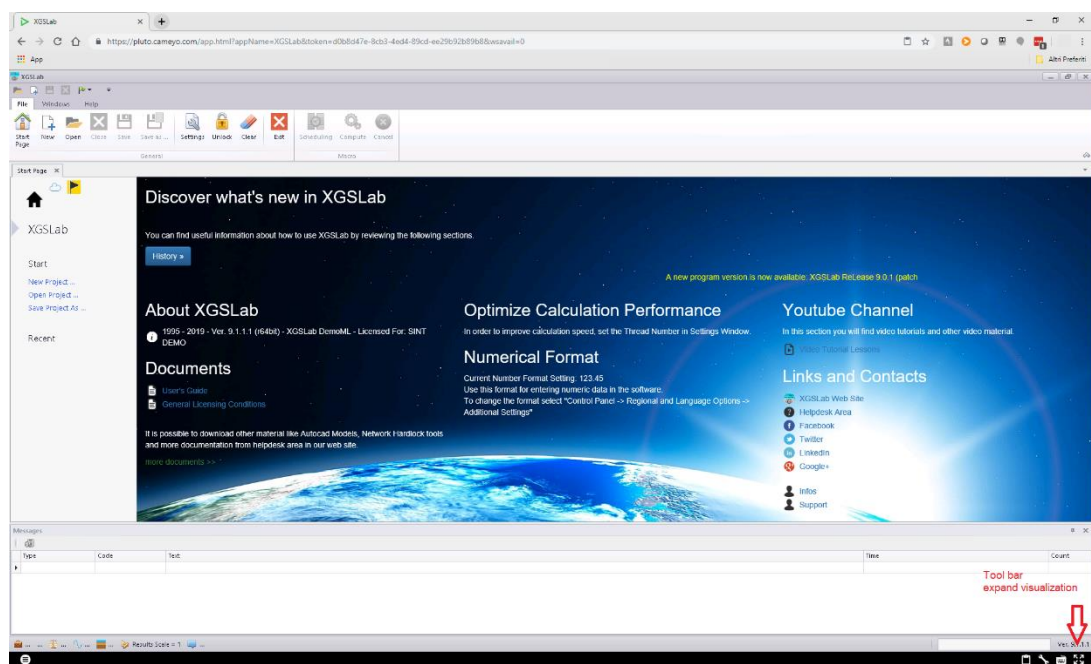 XGSLab
https://pluto.cameyo.com/app.html?appName=XGSLab&token=d0b8d47e-8cb3-4ed4-89cd-ee29b92b89b8&wsavail=0
App
Altri Preferiti
XGSLab
File Windows Help
Start Page New Open Close Save Save as ... Settings Unlock Clear Exit Scheduling Compute Cancel
General Macro
Start Page
Discover what's new in XGSLab
XGSLab
You can find useful information about how to use XGSLab by reviewing the following sections.
History »
Start
A new program version is now available: XGSLab ReLease 9.0.1 (patch
New Project ...
Open Project ...
Save Project As ...
Recent
About XGSLab
1995 - 2019 - Ver. 9.1.1.1 (r64bit) - XGSLab DemoML - Licensed For: SINT
DEMO
Documents
User's Guide
General Licensing Conditions
It is possible to download other material like Autocad Models, Network Hardlock tools
and more documentation from helpdesk area in our web site.
more documents >>
Optimize Calculation Performance
In order to improve calculation speed, set the Thread Number in Settings Window.
Numerical Format
Current Number Format Setting: 123.45
Use this format for entering numeric data in the software.
To change the format select "Control Panel -> Regional and Language Options ->
Additional Settings"
Youtube Channel
In this section you will find video tutorials and other video material.
Video Tutorial Lessons
Links and Contacts
XGSLab Web Site
Helpdesk Area
Facebook
Twitter
LinkedIn
Google+
Infos
Support
Messages
Type Code Text Time Count
Tool bar
expand visualization
Results Scale = 1
Ver. 9.1.1.1